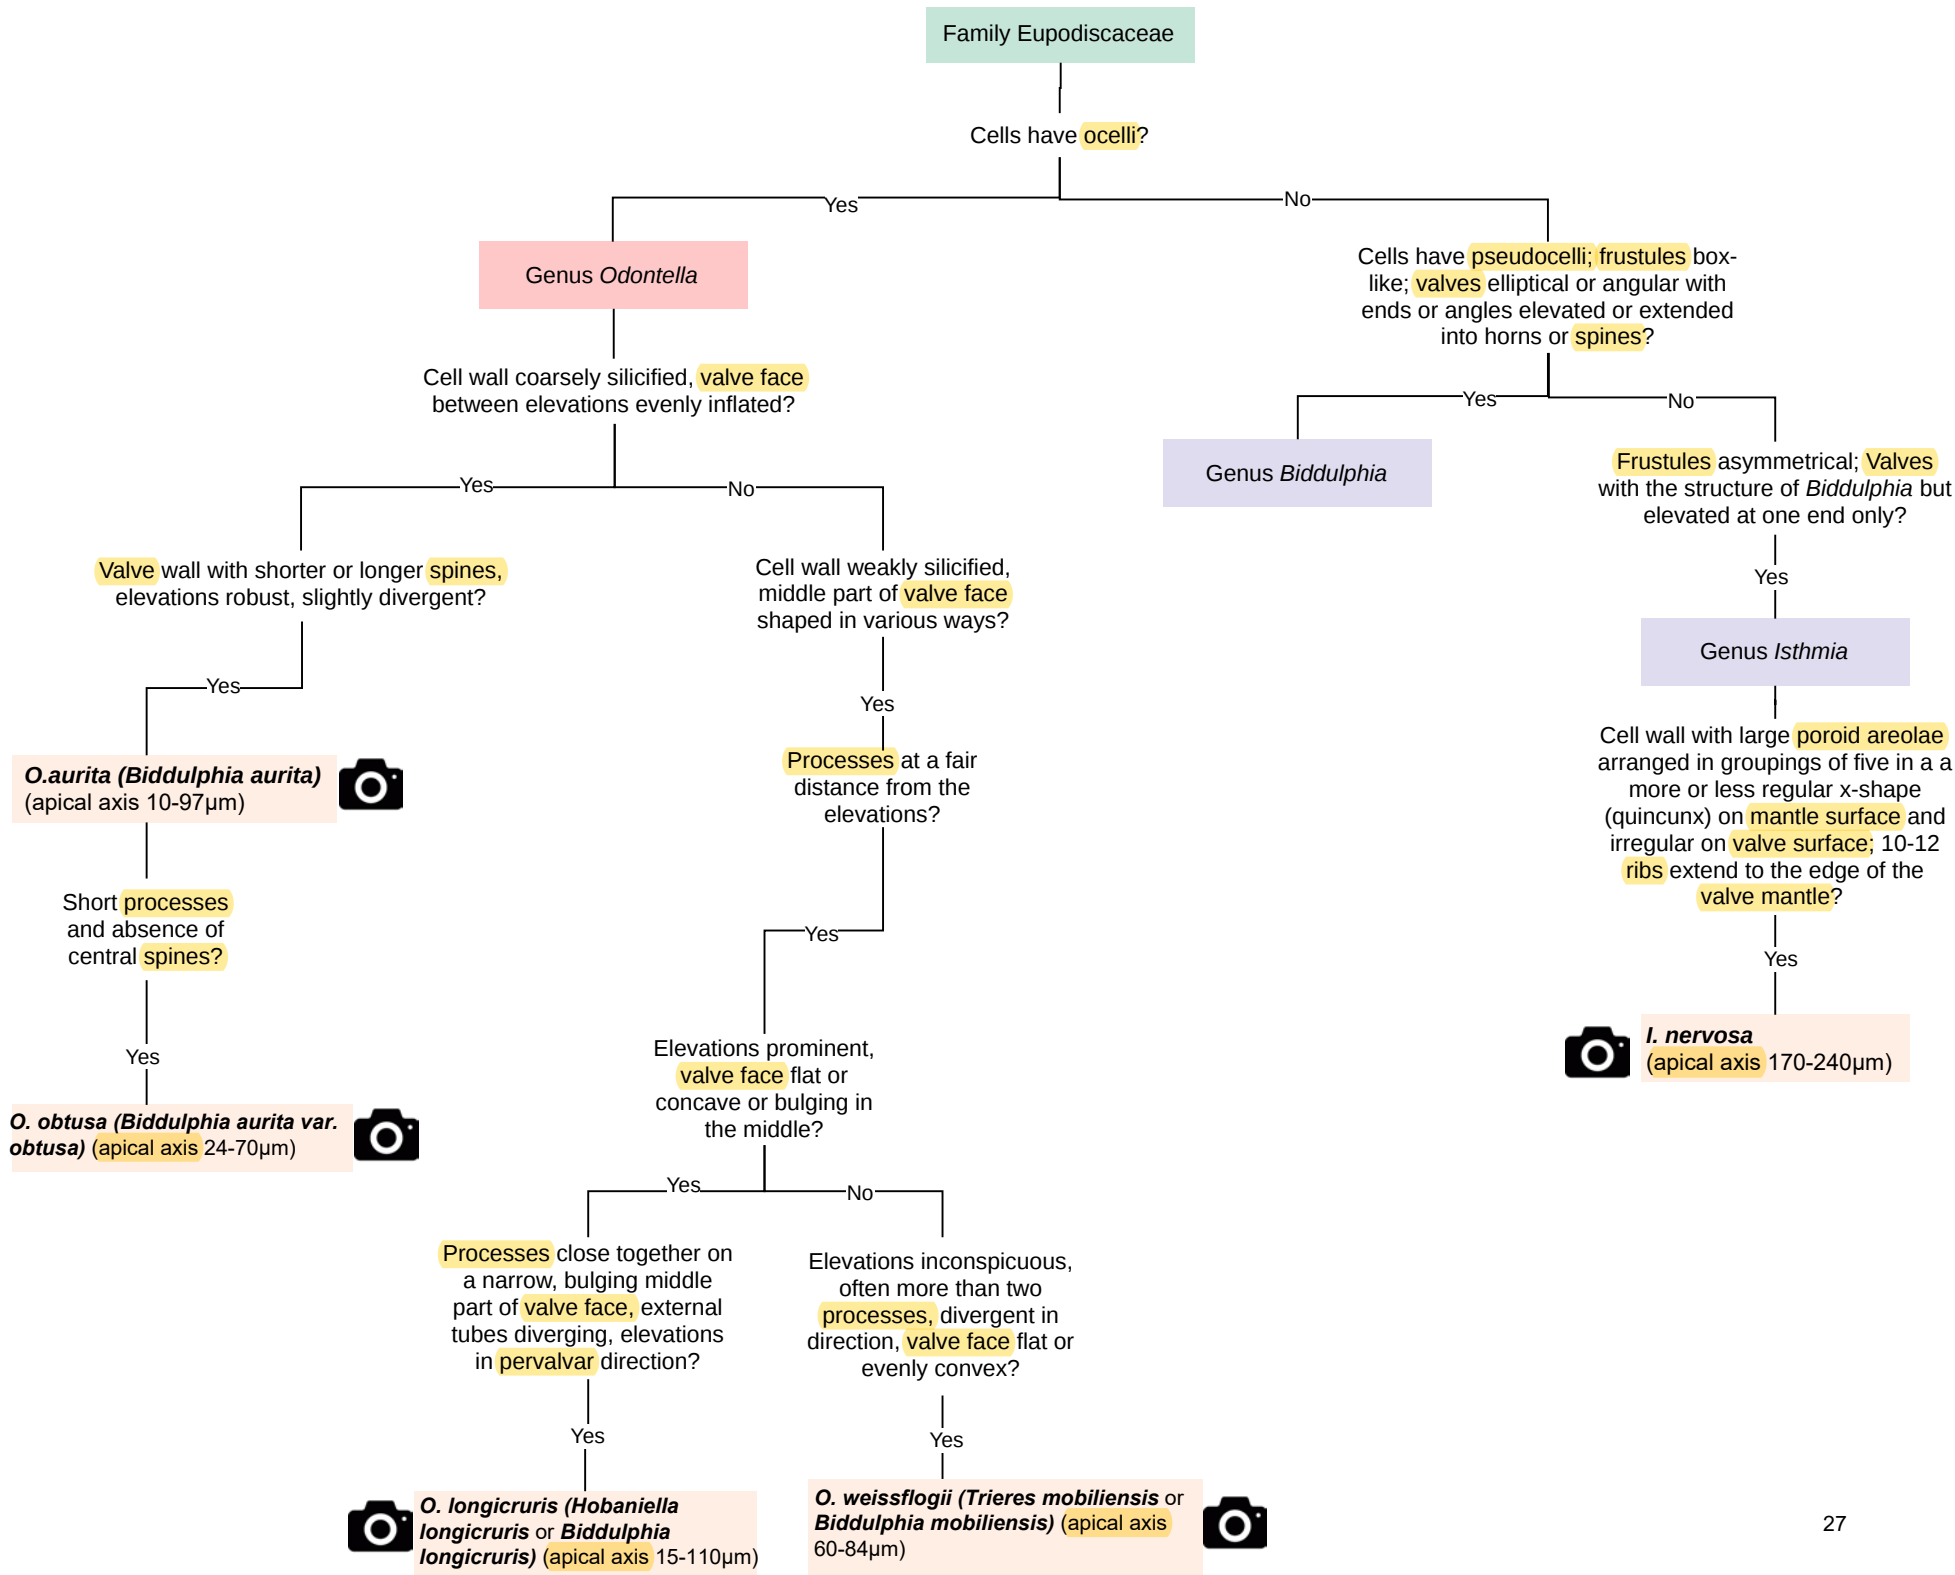 Family Eupodiscaceae
Cells have ocelli?
Yes
No
Genus Odontella
Cells have pseudocelli; frustules box-
like; valves elliptical or angular with
ends or angles elevated or extended
into horns or spines?
Cell wall coarsely silicified, valve face
between elevations evenly inflated?
Yes
No
Genus Biddulphia
Frustules asymmetrical; Valves
with the structure of Biddulphia but
elevated at one end only?
Yes
No
Valve wall with shorter or longer spines,
elevations robust, slightly divergent?
Cell wall weakly silicified,
middle part of valve face
shaped in various ways?
Yes
Genus Isthmia
Yes
Yes
Cell wall with large poroid areolae
arranged in groupings of five in a a
more or less regular x-shape
(quincunx) on mantle surface and
irregular on valve surface; 10-12
ribs extend to the edge of the
valve mantle?
O.aurita (Biddulphia aurita)
(apical axis 10-97µm)
Processes at a fair
distance from the
elevations?
Short processes
and absence of
central spines?
Yes
Yes
Yes
I. nervosa
(apical axis 170-240µm)
Elevations prominent,
valve face flat or
concave or bulging in
the middle?
O. obtusa (Biddulphia aurita var.
obtusa) (apical axis 24-70µm)
Yes
No
Processes close together on
a narrow, bulging middle
part of valve face, external
tubes diverging, elevations
in pervalvar direction?
Elevations inconspicuous,
often more than two
processes, divergent in
direction, valve face flat or
evenly convex?
Yes
Yes
O. longicruris (Hobaniella
longicruris or Biddulphia
longicruris) (apical axis 15-110µm)
O. weissflogii (Trieres mobiliensis or
Biddulphia mobiliensis) (apical axis
60-84µm)
27